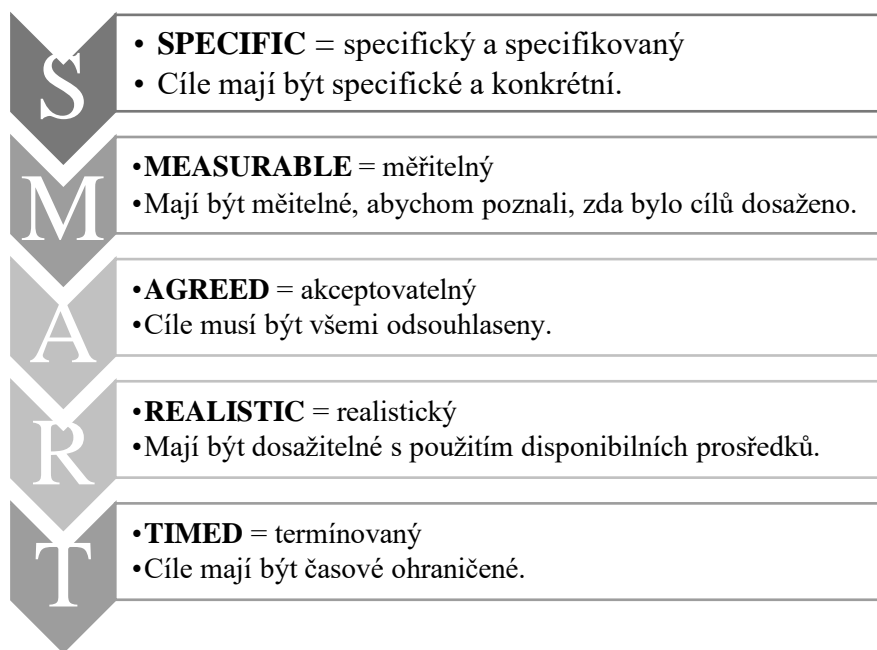 S
• SPECIFIC = specifický a specifikovaný
• Cíle mají být specifické a konkrétní.
M
•MEASURABLE = měřitelný
•Mají být měitelné, abychom poznali, zda bylo cílů dosaženo.
A
•AGREED = akceptovatelný
•Cíle musí být všemi odsouhlaseny.
R
•REALISTIC = realistický
•Mají být dosažitelné s použitím disponibilních prosředků.
T
•TIMED = termínovaný
•Cíle mají být časové ohraničené.